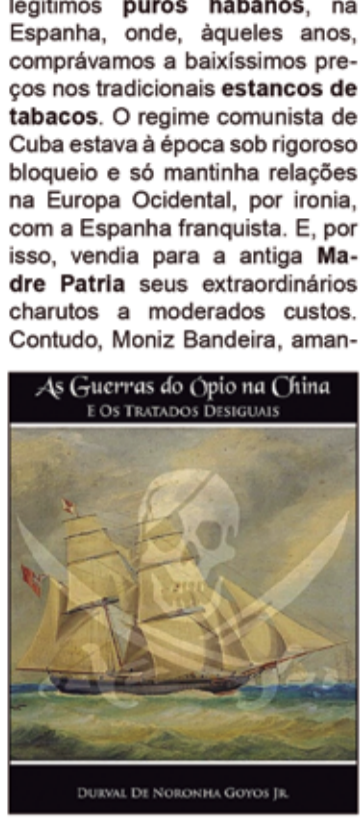 legítimos puros habanos, na
Espanha, onde, àqueles anos,
comprávamos a baixíssimos pre-
ços nos tradicionais estancos de
tabacos. O regime comunista de
Cuba estava à época sob rigoroso
bloqueio e só mantinha relações
na Europa Ocidental, por ironia,
com a Espanha franquista. E, por
isso, vendia para a antiga Ma-
dre Patria seus extraordinários
charutos a moderados custos.
Contudo, Moniz Bandeira, aman-
As Guerras do Ópio na China
E Os Tratados Desiguais
Durval De Noronha Goyos Jr.